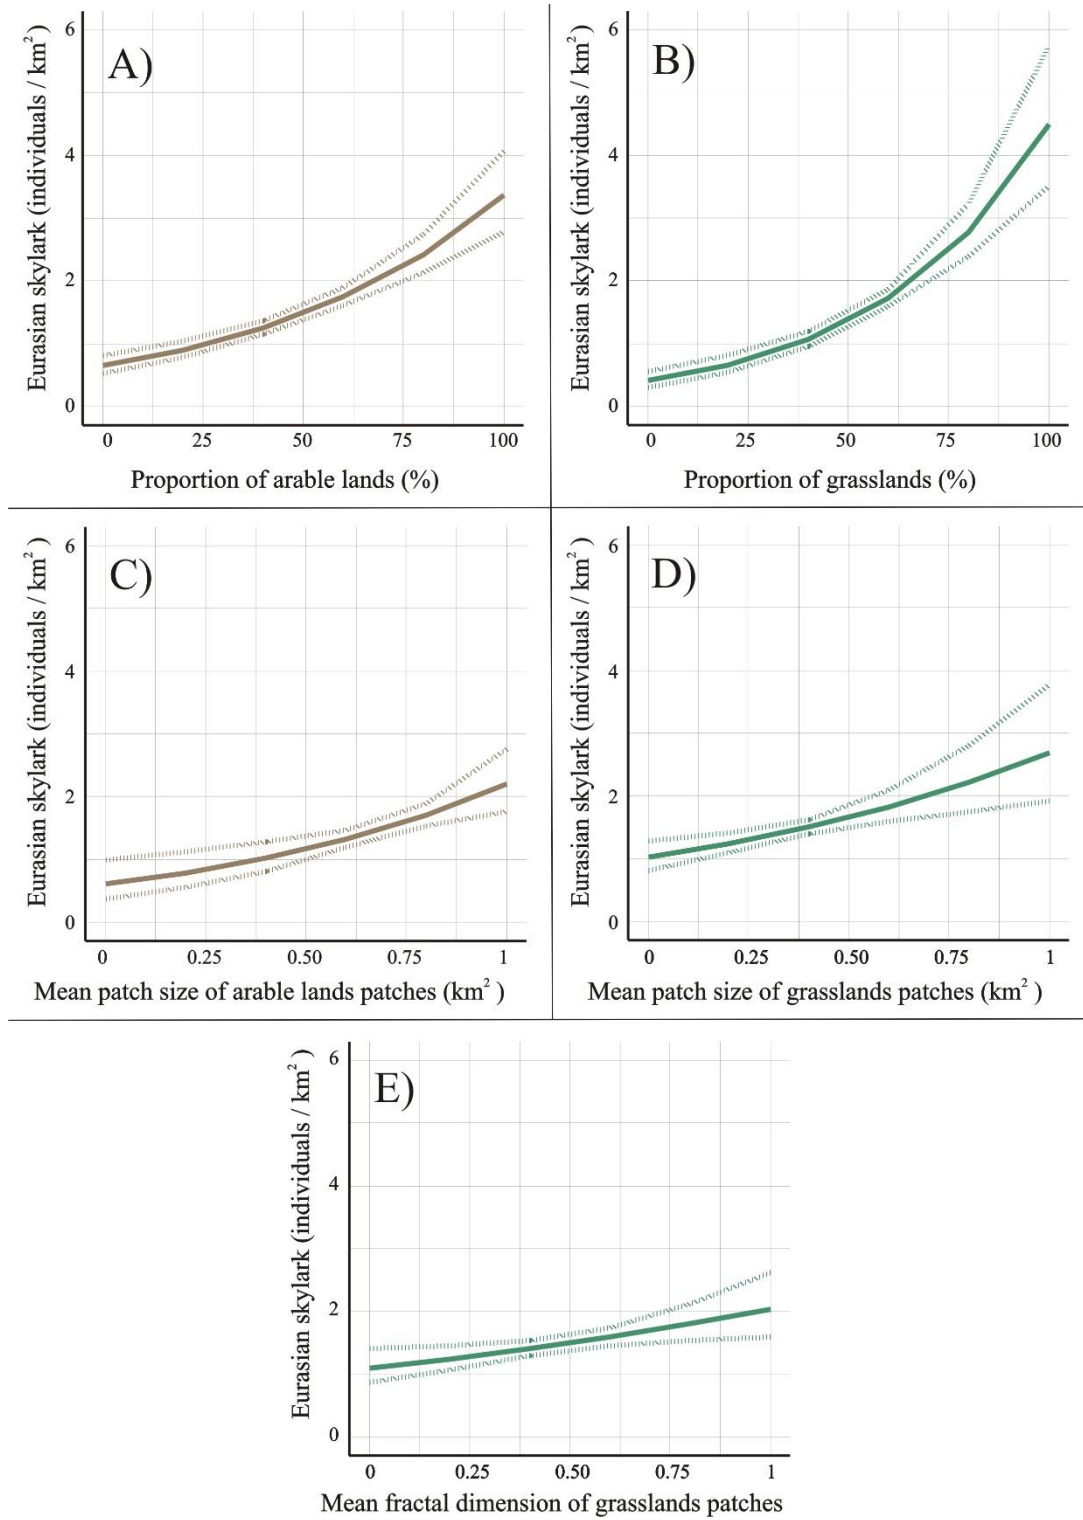 A)
Eurasian skylark (individuals / km²)
6
4
2
0
0 25 50 75 100
Proportion of arable lands (%)
B)
Eurasian skylark (individuals / km²)
6
4
2
0
0 25 50 75 100
Proportion of grasslands (%)
C)
Eurasian skylark (individuals / km²)
6
4
2
0
0 0.25 0.50 0.75 1
Mean patch size of arable lands patches (km²)
D)
Eurasian skylark (individuals / km²)
6
4
2
0
0 0.25 0.50 0.75 1
Mean patch size of grasslands patches (km²)
E)
Eurasian skylark (individuals / km²)
6
4
2
0
0 0.25 0.50 0.75 1
Mean fractal dimension of grasslands patches